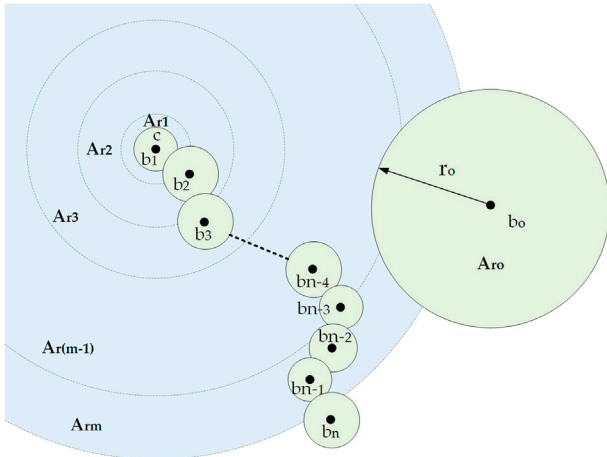 Ar1
c
b1
Ar2
b2
ro
bo
Ar3
b3
Aro
bn-4
bn-3
bn-2
Ar(m-1)
bn-1
Arm
bn